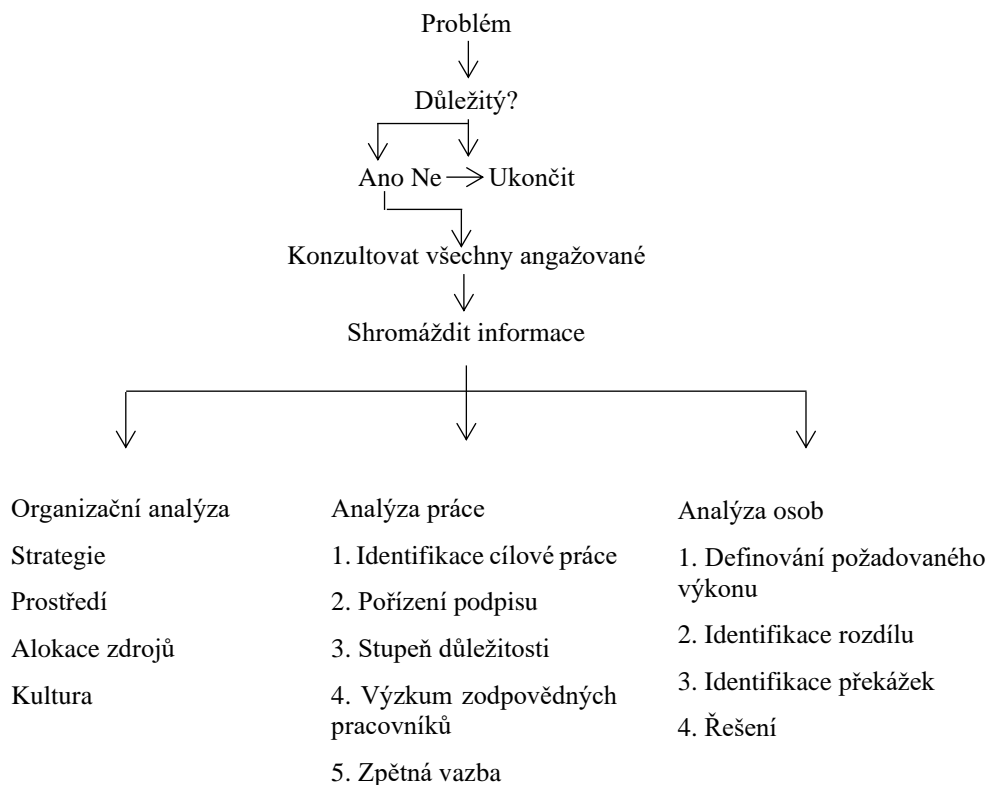 Problém
Důležitý?
Ano Ne Ukončit
Konzultovat všechny angažované
Shromáždit informace
Organizační analýza
Strategie
Prostředí
Alokace zdrojů
Kultura
Analýza práce
1. Identifikace cílové práce
2. Pořízení podpisu
3. Stupeň důležitosti
4. Výzkum zodpovědných
pracovníků
5. Zpětná vazba
Analýza osob
1. Definování požadovaného
výkonu
2. Identifikace rozdílu
3. Identifikace překážek
4. Řešení